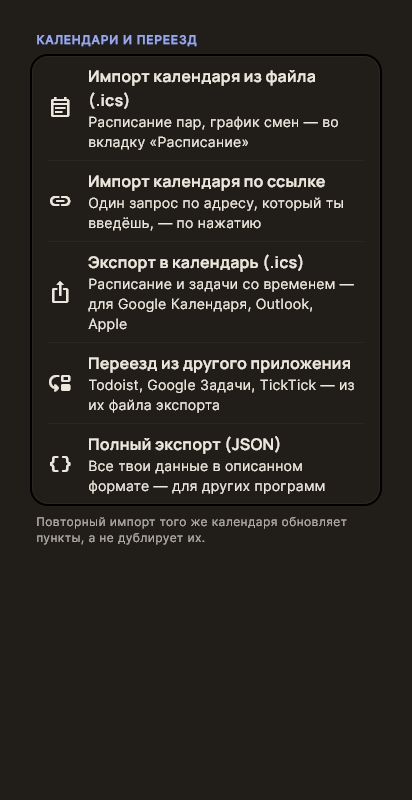 КАЛЕНДАРИ И ПЕРЕЕЗД
Импорт календаря из файла
(.ics)
Расписание пар, график смен — во
вкладку «Расписание»
Импорт календаря по ссылке
Один запрос по адресу, который ты
введёшь, — по нажатию
Экспорт в календарь (.ics)
Расписание и задачи со временем —
для Google Календаря, Outlook,
Apple
Переезд из другого приложения
Todoist, Google Задачи, TickTick — из
их файла экспорта
Полный экспорт (JSON)
Все твои данные в описанном
формате — для других программ
Повторный импорт того же календаря обновляет
пункты, а не дублирует их.